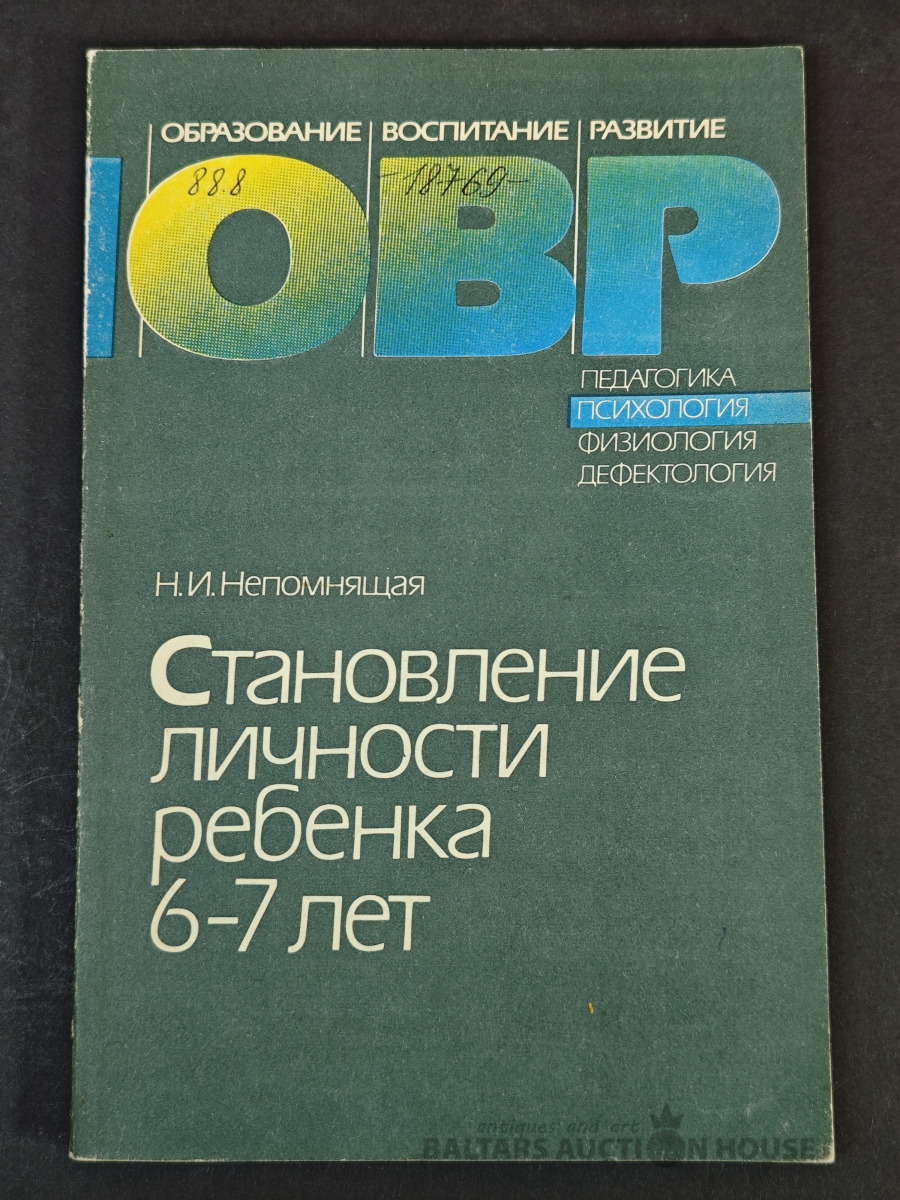 ОБРАЗОВАНИЕ ВОСПИТАНИЕ РАЗВИТИЕ
ОВР
88.8 -18769-
ПЕДАГОГИКА
ПСИХОЛОГИЯ
ФИЗИОЛОГИЯ
ДЕФЕКТОЛОГИЯ
Н.И.Непомнящая
Становление
личности
ребенка
6–7 лет
antiques and art
BALTARS AUCTION HOUSE